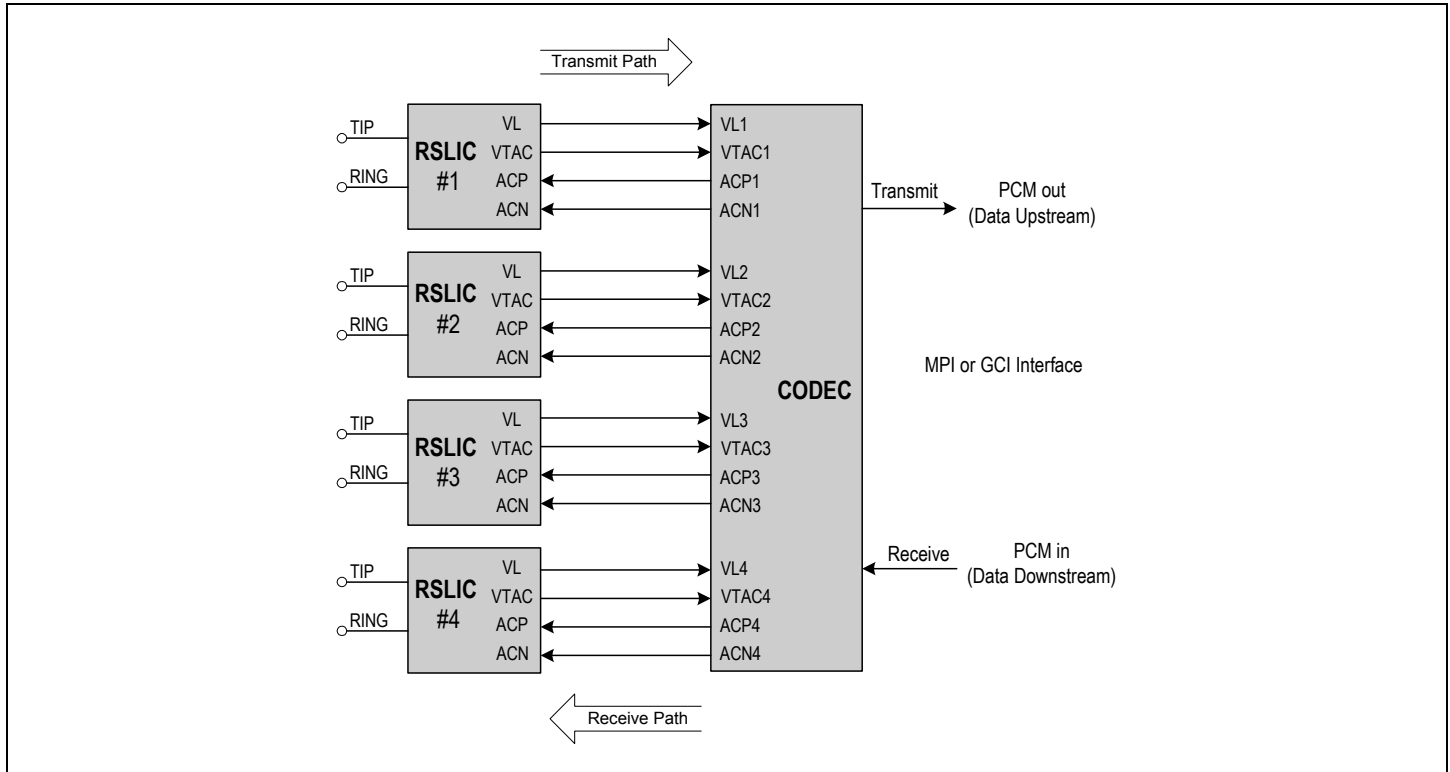 Transmit Path
TIP
RING
RSLIC
#1
VL
VTAC
ACP
ACN
VL1
VTAC1
ACP1
ACN1
TIP
RING
RSLIC
#2
VL
VTAC
ACP
ACN
VL2
VTAC2
ACP2
ACN2
TIP
RING
RSLIC
#3
VL
VTAC
ACP
ACN
VL3
VTAC3
ACP3
ACN3
TIP
RING
RSLIC
#4
VL
VTAC
ACP
ACN
VL4
VTAC4
ACP4
ACN4
CODEC
Transmit
PCM out
(Data Upstream)
MPI or GCI Interface
Receive
PCM in
(Data Downstream)
Receive Path